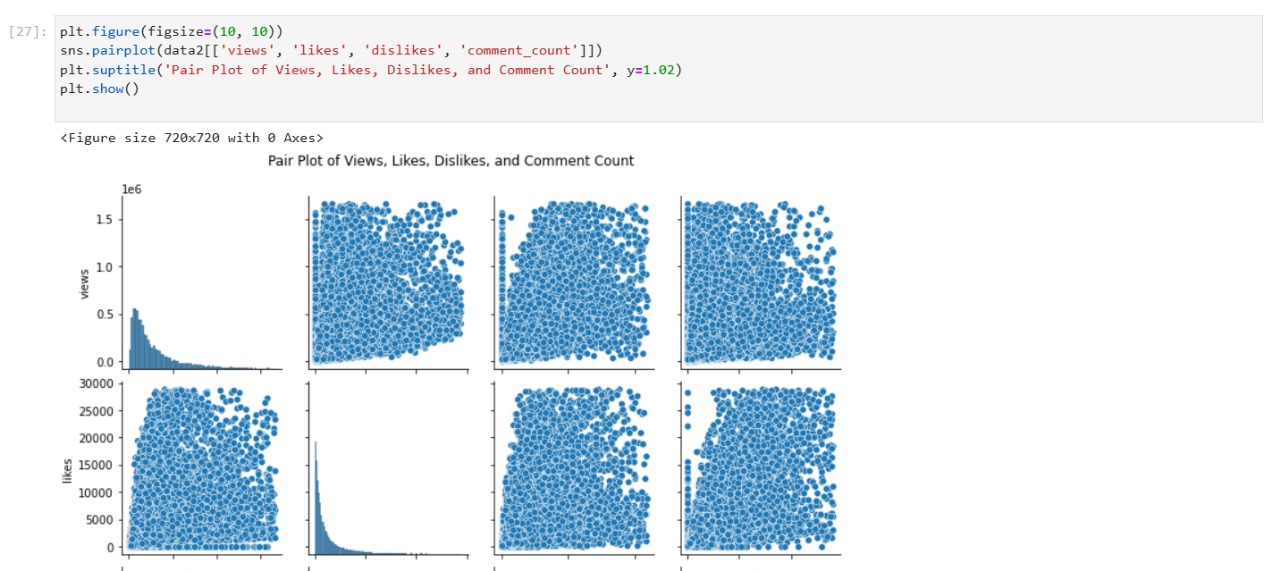 [27]: plt.figure(figsize=(10, 10))
sns.pairplot(data2[['views', 'likes', 'dislikes', 'comment_count']])
plt.suptitle('Pair Plot of Views, Likes, Dislikes, and Comment Count', y=1.02)
plt.show()
<Figure size 720x720 with 0 Axes>
Pair Plot of Views, Likes, Dislikes, and Comment Count
1e6
1.5
1.0
0.5
0.0
views
30000
25000
20000
15000
10000
5000
0
likes